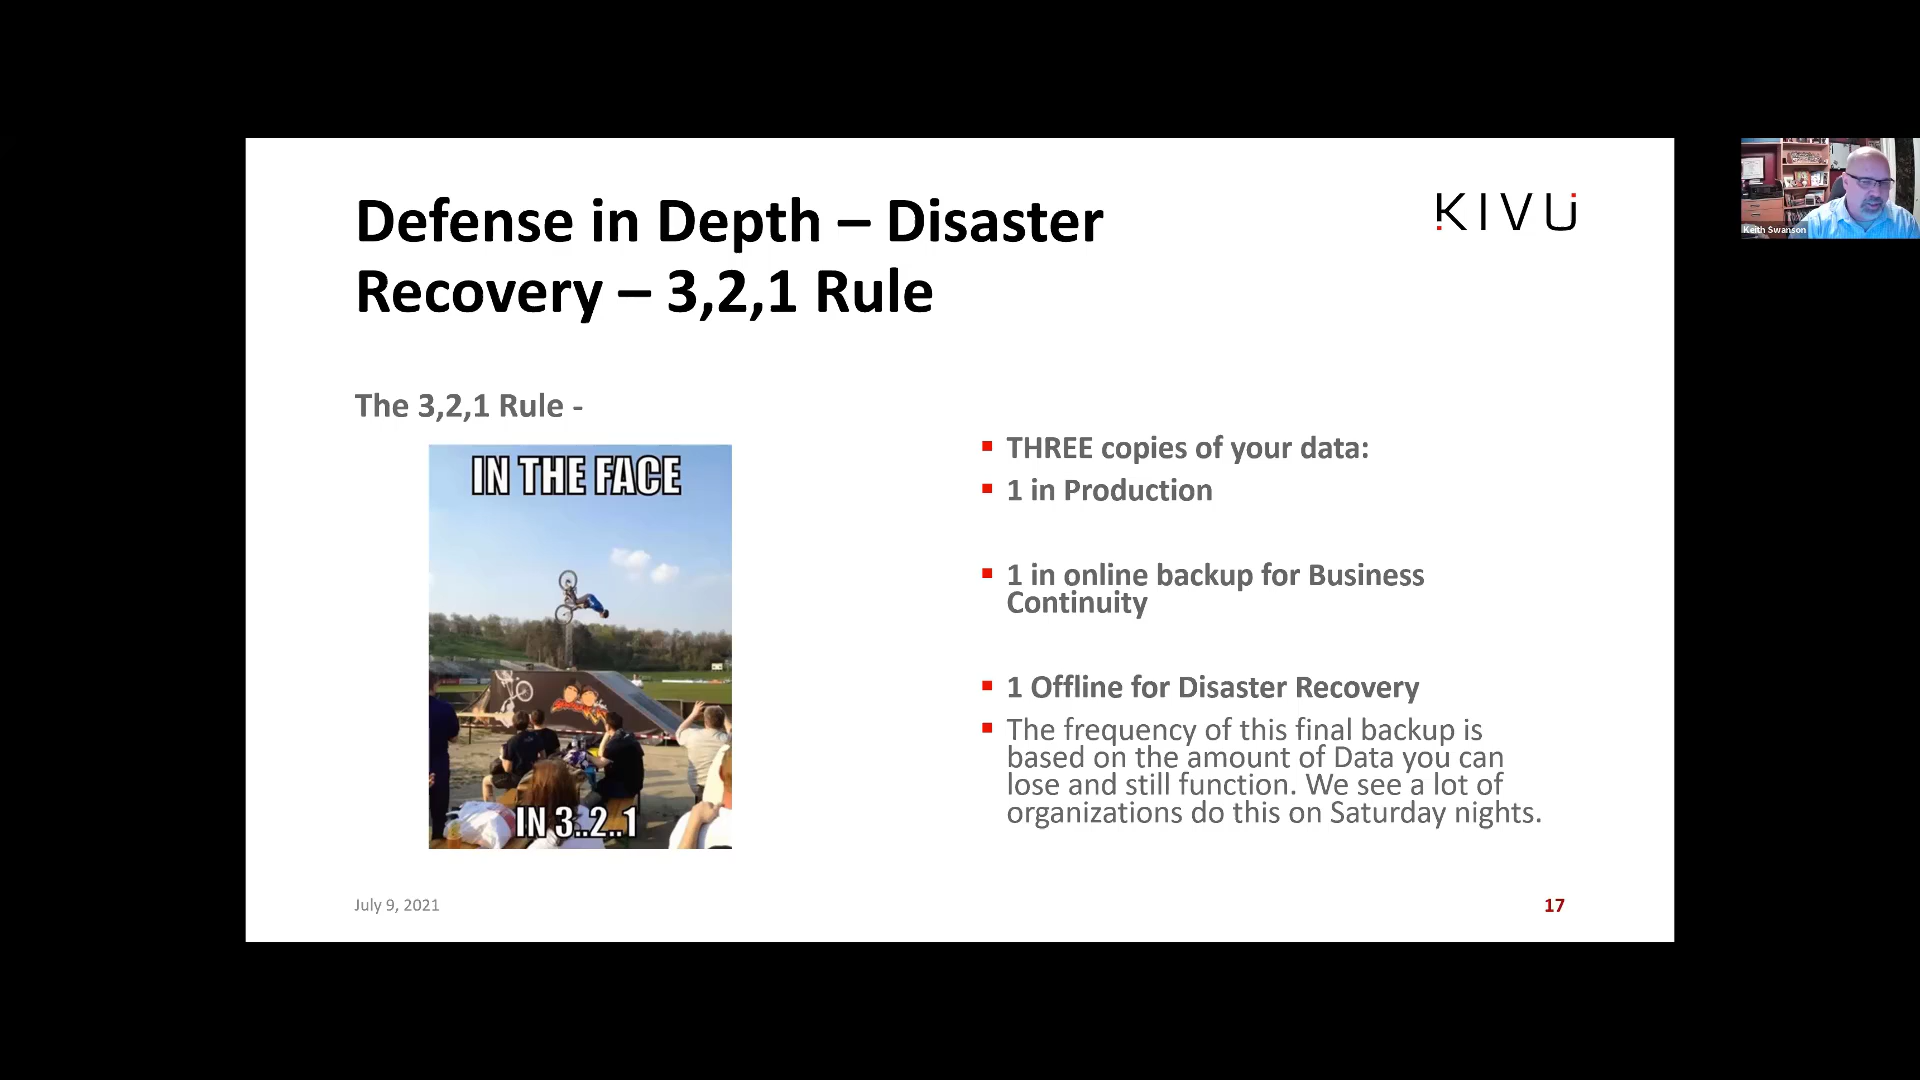 Defense in Depth – Disaster
Recovery – 3,2,1 Rule
KIVU
Keith Swanson
The 3,2,1 Rule -
IN THE FACE
IN 3..2..1
THREE copies of your data:
1 in Production
1 in online backup for Business
Continuity
1 Offline for Disaster Recovery
The frequency of this final backup is
based on the amount of Data you can
lose and still function. We see a lot of
organizations do this on Saturday nights.
July 9, 2021
17